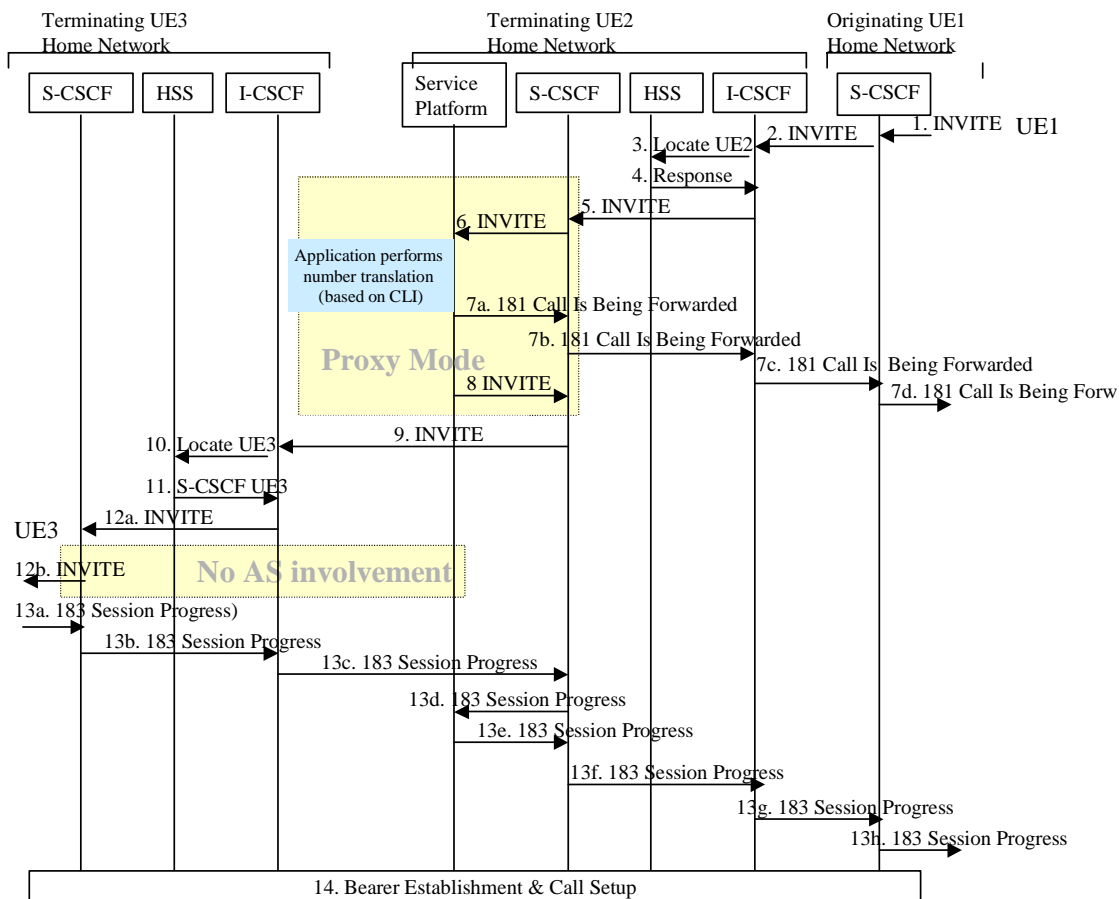 Terminating UE3
Home Network
Terminating UE2
Home Network
Originating UE1
Home Network
S-CSCF
HSS
I-CSCF
Service
Platform
S-CSCF
HSS
I-CSCF
S-CSCF
1. INVITE
UE1
2. INVITE
3. Locate UE2
4. Response
5. INVITE
6. INVITE
Application performs
number translation
(based on CLI)
7a. 181 Call Is Being Forwarded
7b. 181 Call Is Being Forwarded
Proxy Mode
7c. 181 Call Is Being Forwarded
8 INVITE
7d. 181 Call Is Being Forw
9. INVITE
10. Locate UE3
11. S-CSCF UE3
12a. INVITE
UE3
12b. INVITE
No AS involvement
13a. 183 Session Progress)
13b. 183 Session Progress
13c. 183 Session Progress
13d. 183 Session Progress
13e. 183 Session Progress
13f. 183 Session Progress
13g. 183 Session Progress
13h. 183 Session Progress
14. Bearer Establishment & Call Setup